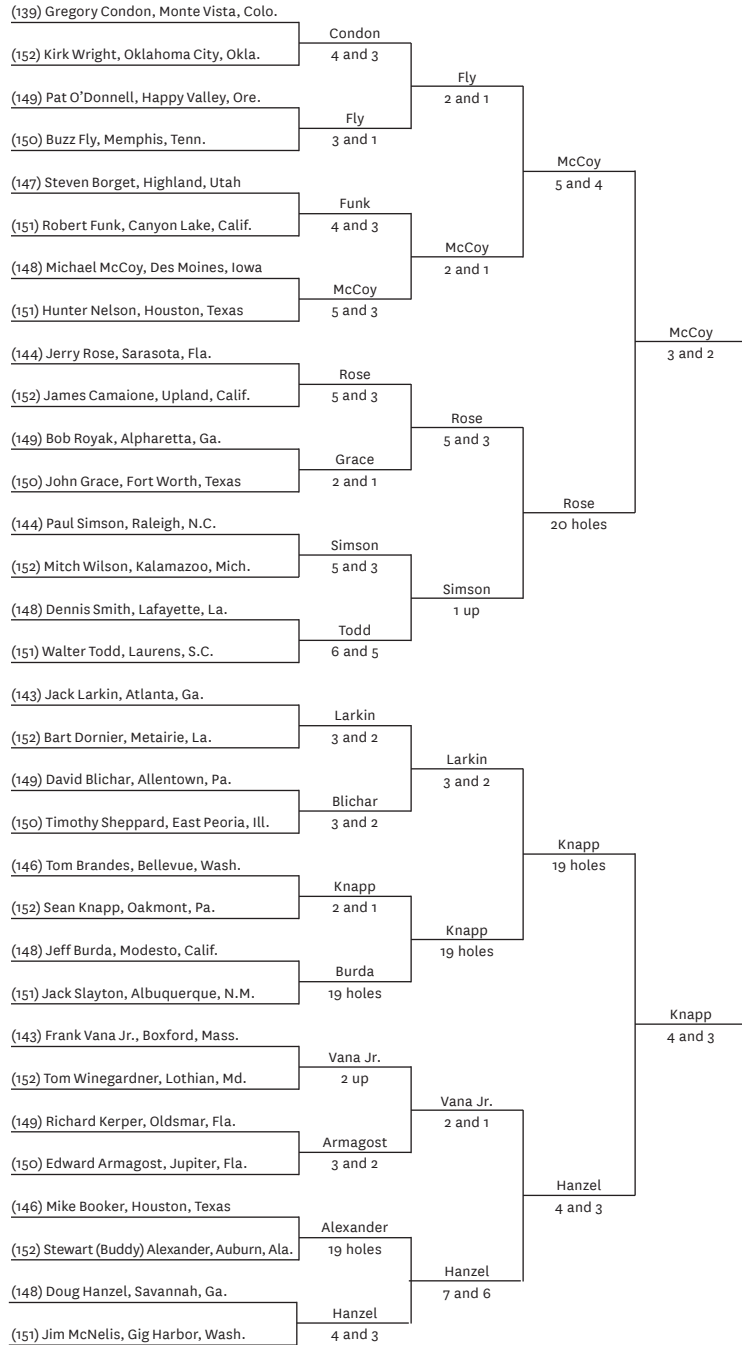 (139) Gregory Condon, Monte Vista, Colo.
(152) Kirk Wright, Oklahoma City, Okla.
(149) Pat O’Donnell, Happy Valley, Ore.
(150) Buzz Fly, Memphis, Tenn.
(147) Steven Borget, Highland, Utah
(151) Robert Funk, Canyon Lake, Calif.
(148) Michael McCoy, Des Moines, Iowa
(151) Hunter Nelson, Houston, Texas
(144) Jerry Rose, Sarasota, Fla.
(152) James Camaione, Upland, Calif.
(149) Bob Royak, Alpharetta, Ga.
(150) John Grace, Fort Worth, Texas
(144) Paul Simson, Raleigh, N.C.
(152) Mitch Wilson, Kalamazoo, Mich.
(148) Dennis Smith, Lafayette, La.
(151) Walter Todd, Laurens, S.C.
(143) Jack Larkin, Atlanta, Ga.
(152) Bart Dornier, Metairie, La.
(149) David Blichar, Allentown, Pa.
(150) Timothy Sheppard, East Peoria, Ill.
(146) Tom Brandes, Bellevue, Wash.
(152) Sean Knapp, Oakmont, Pa.
(148) Jeff Burda, Modesto, Calif.
(151) Jack Slayton, Albuquerque, N.M.
(143) Frank Vana Jr., Boxford, Mass.
(152) Tom Winegardner, Lothian, Md.
(149) Richard Kerper, Oldsmar, Fla.
(150) Edward Armagost, Jupiter, Fla.
(146) Mike Booker, Houston, Texas
(152) Stewart (Buddy) Alexander, Auburn, Ala.
(148) Doug Hanzel, Savannah, Ga.
(151) Jim McNelis, Gig Harbor, Wash.
Condon
4 and 3
Fly
3 and 1
Funk
4 and 3
McCoy
5 and 3
Rose
5 and 3
Grace
2 and 1
Simson
5 and 3
Todd
6 and 5
Larkin
3 and 2
Blichar
3 and 2
Knapp
2 and 1
Burda
19 holes
Vana Jr.
2 up
Armagost
3 and 2
Alexander
19 holes
Hanzel
4 and 3
Fly
2 and 1
McCoy
2 and 1
Rose
5 and 3
Simson
1 up
Larkin
3 and 2
Knapp
19 holes
Vana Jr.
2 and 1
Hanzel
7 and 6
McCoy
5 and 4
Rose
20 holes
Knapp
19 holes
Hanzel
4 and 3
McCoy
3 and 2
Knapp
4 and 3